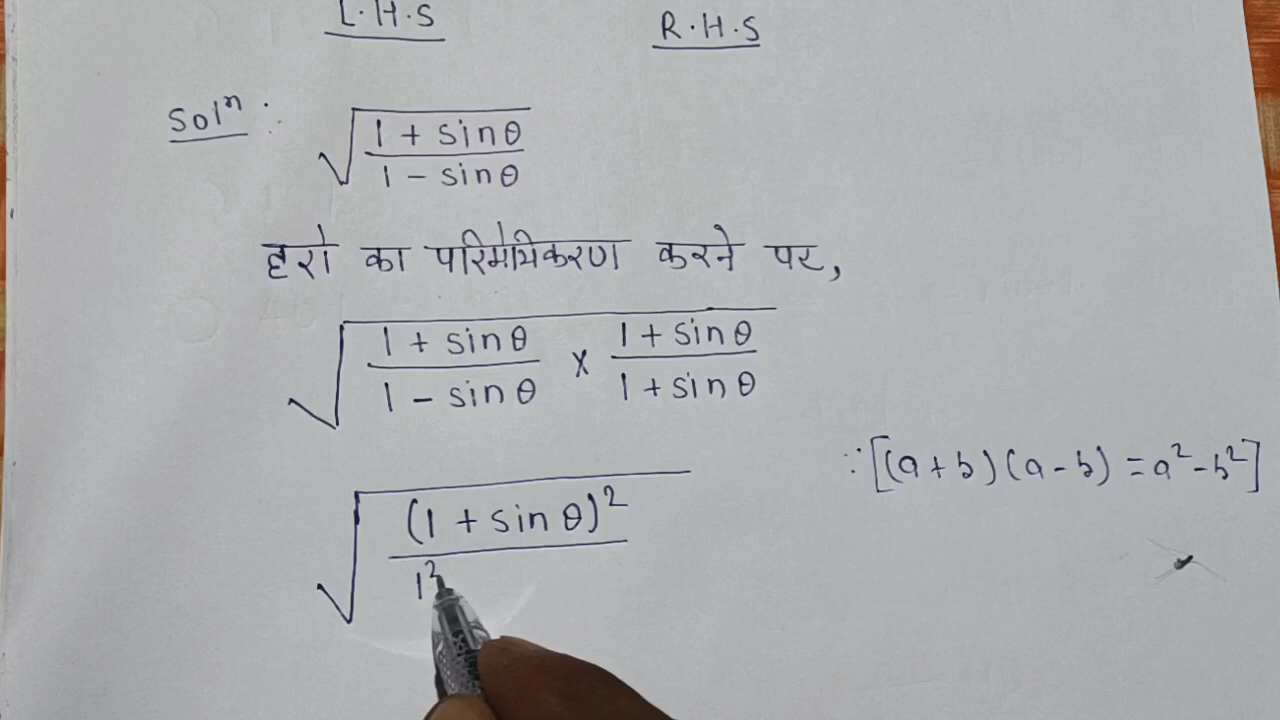 L.H.S R.H.S
Solⁿ :
√((1 + sinθ)/(1 - sinθ))
हरो का परिमेयिकरण करने पर,
√((1 + sinθ)/(1 - sinθ) × (1 + sinθ)/(1 + sinθ))
∵ [(a + b) (a - b) = a² - b²]
√((1 + sin θ)²/1²